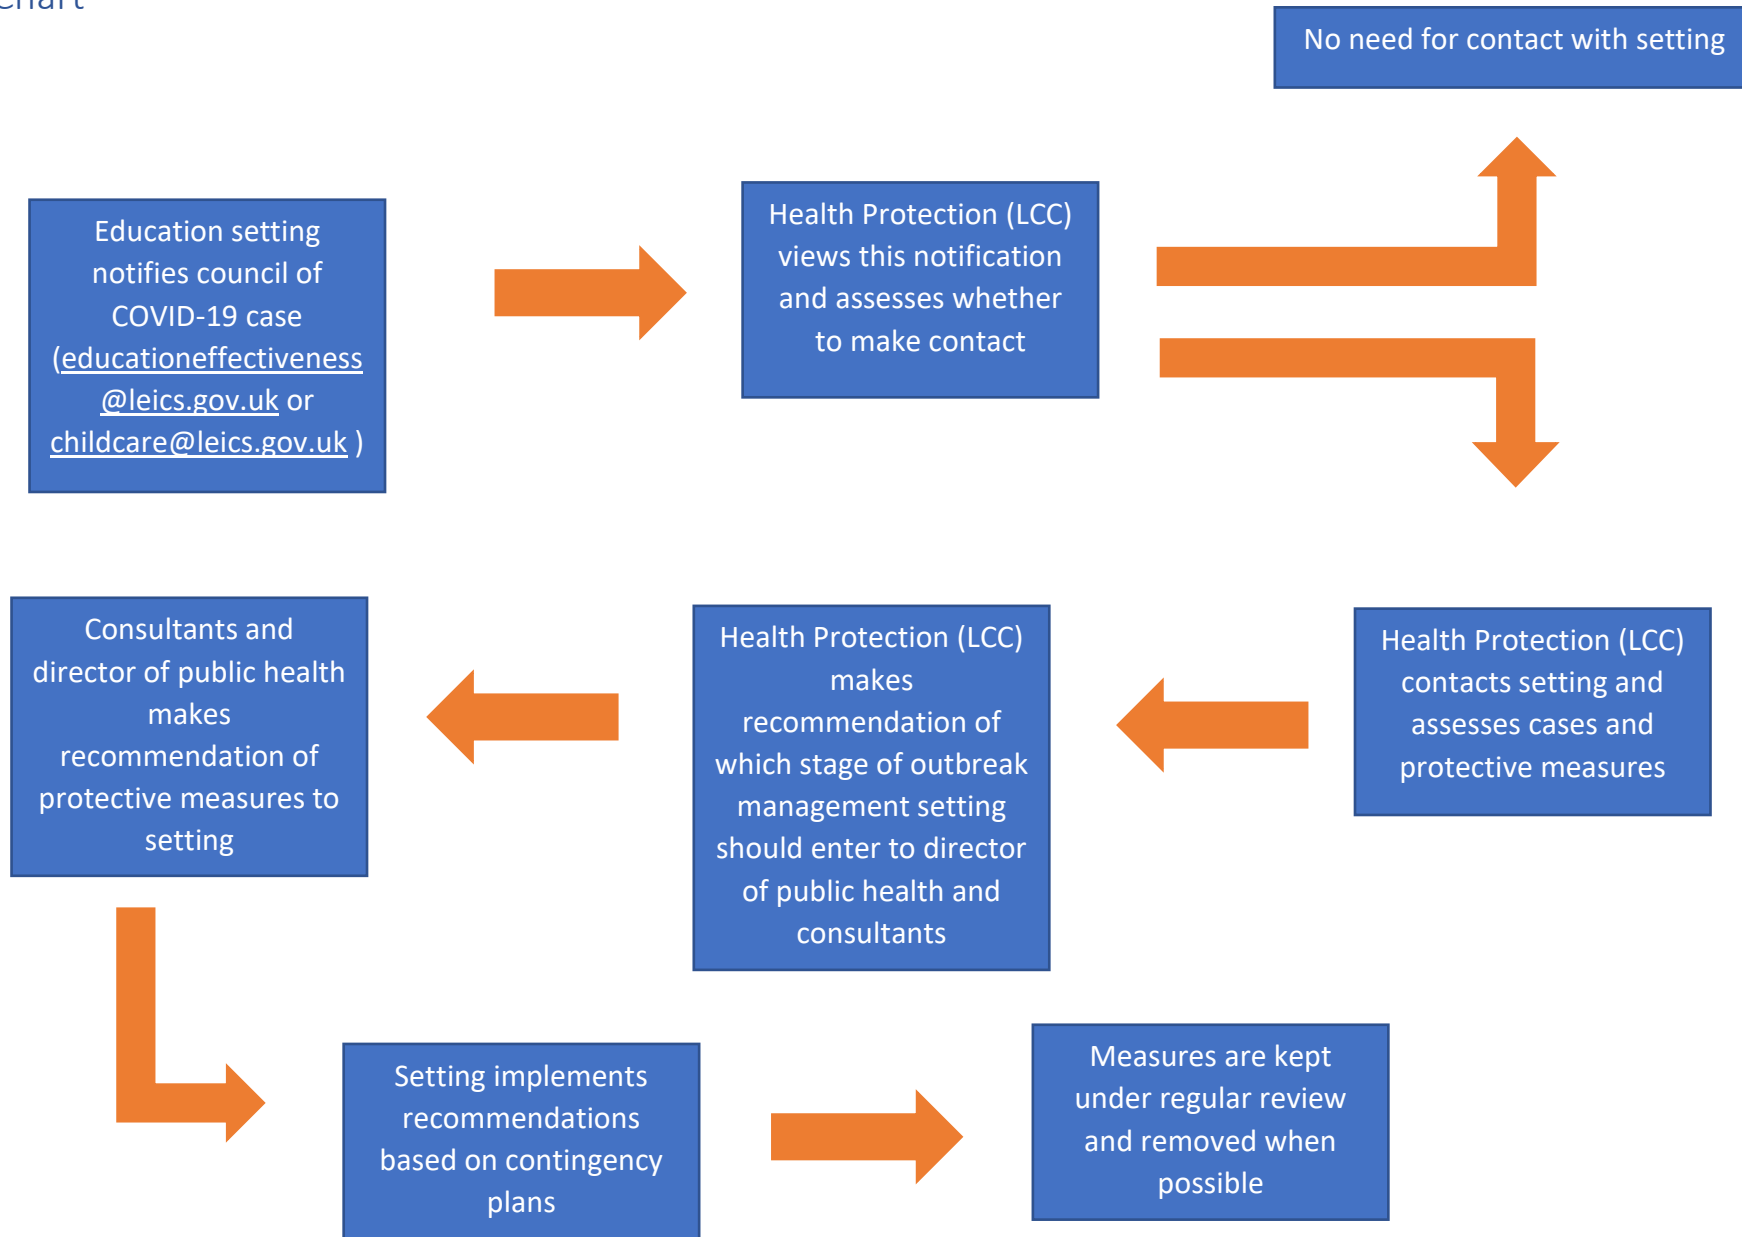 Chart
No need for contact with setting
Education setting
notifies council of
COVID-19 case
(educationeffectiveness
@leics.gov.uk or
childcare@leics.gov.uk )
Health Protection (LCC)
views this notification
and assesses whether
to make contact
Health Protection (LCC)
contacts setting and
assesses cases and
protective measures
Health Protection (LCC)
makes
recommendation of
which stage of outbreak
management setting
should enter to director
of public health and
consultants
Consultants and
director of public health
makes
recommendation of
protective measures to
setting
Setting implements
recommendations
based on contingency
plans
Measures are kept
under regular review
and removed when
possible